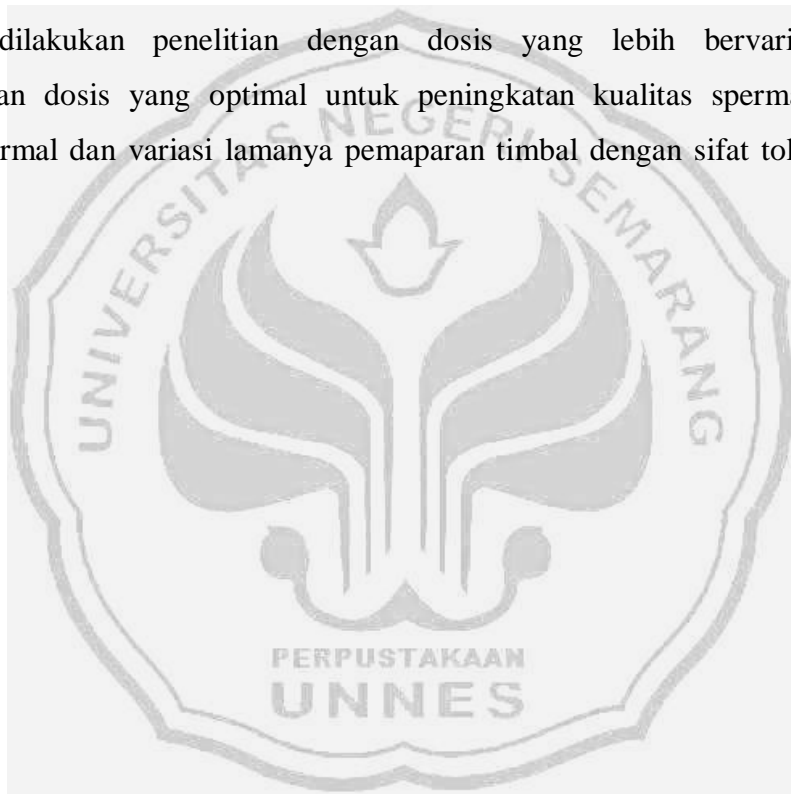 dilakukan penelitian dengan dosis yang lebih bervari
an dosis yang optimal untuk peningkatan kualitas sperma
rmal dan variasi lamanya pemaparan timbal dengan sifat tol
UNIVERSITAS NEGERI SEMARANG
PERPUSTAKAAN
UNNES